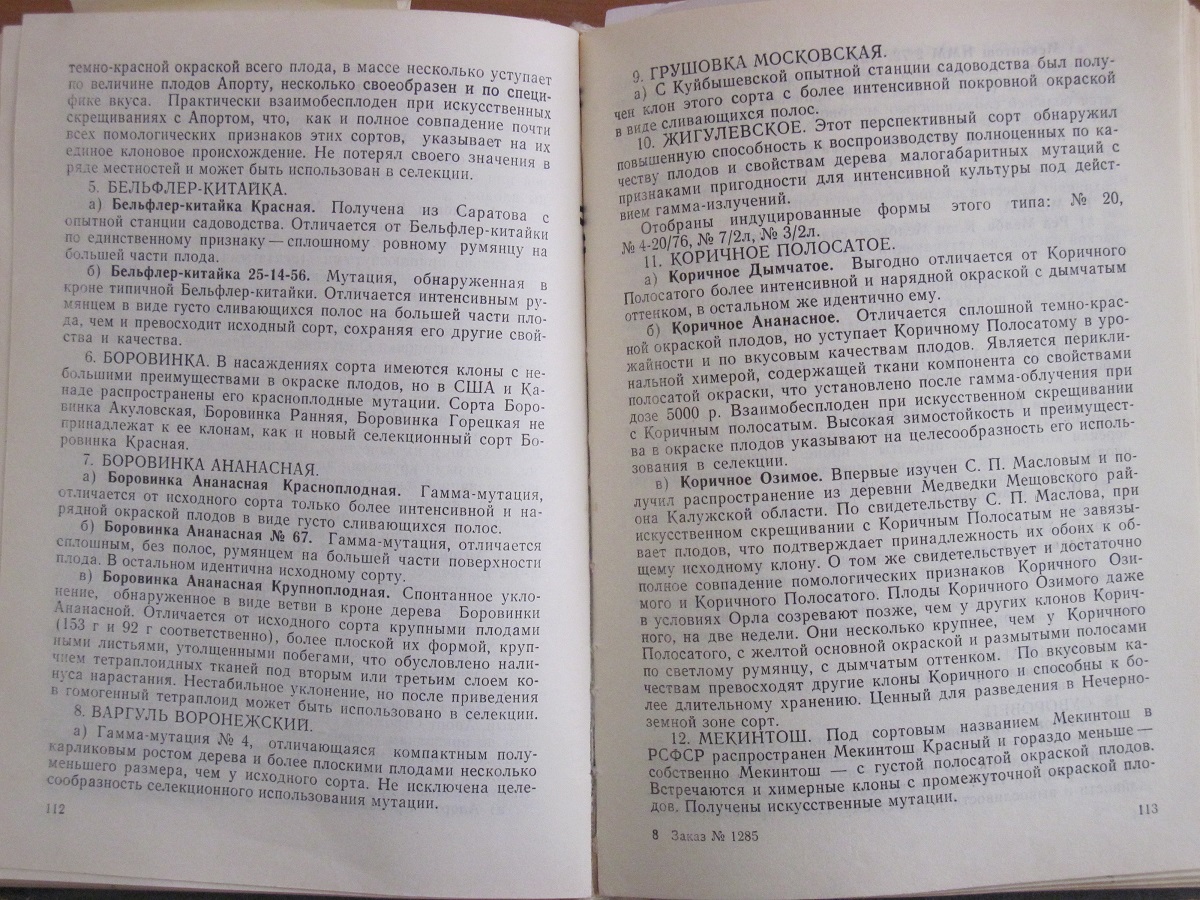 темно-красной окраской всего плода, в массе несколько уступает
по величине плодов Апорту, несколько своеобразен и по специ-
фике вкуса. Практически взаимобесплоден при искусственных
скрещиваниях с Апортом, что, как и полное совпадение почти
всех помологических признаков этих сортов, указывает на их
единое клоновое происхождение. Не потерял своего значения в
ряде местностей и может быть использован в селекции.
5. БЕЛЬФЛЕР-КИТАЙКА.
а) Бельфлер-китайка Красная. Получена из Саратова с
опытной станции садоводства. Отличается от Бельфлер-китайки
по единственному признаку — сплошному ровному румянцу на
большей части плода.
б) Бельфлер-китайка 25-14-56. Мутация, обнаруженная в
кроне типичной Бельфлер-китайки. Отличается интенсивным ру-
мянцем в виде густо сливающихся полос на большей части пло-
да, чем и превосходит исходный сорт, сохраняя его другие свой-
ства и качества.
6. БОРОВИНКА. В насаждениях сорта имеются клоны с не-
большими преимуществами в окраске плодов, но в США и Ка-
наде распространены его красноплодные мутации. Сорта Боро-
винка Акуловская, Боровинка Ранняя, Боровинка Горецкая не
принадлежат к ее клонам, как и новый селекционный сорт Бо-
ровинка Красная.
7. БОРОВИНКА АНАНАСНАЯ.
а) Боровинка Ананасная Красноплодная. Гамма-мутация,
отличается от исходного сорта только более интенсивной и на-
рядной окраской плодов в виде густо сливающихся полос.
б) Боровинка Ананасная № 67. Гамма-мутация, отличается
сплошным, без полос, румянцем на большей части поверхности
плода. В остальном идентична исходному сорту.
в) Боровинка Ананасная Крупноплодная. Спонтанное укло-
нение, обнаруженное в виде ветви в кроне дерева Боровинки
Ананасной. Отличается от исходного сорта крупными плодами
(153 г и 92 г соответственно), более плоской их формой, круп-
ными листьями, утолщенными побегами, что обусловлено нали-
чием тетраплоидных тканей под вторым или третьим слоем ко-
нуса нарастания. Нестабильное уклонение, но после приведения
в гомогенный тетраплоид может быть использовано в селекции.
8. ВАРГУЛЬ ВОРОНЕЖСКИЙ.
а) Гамма-мутация № 4, отличающаяся компактным полу-
карликовым ростом дерева и более плоскими плодами несколько
меньшего размера, чем у исходного сорта. Не исключена целе-
сообразность селекционного использования мутации.
112
9. ГРУШОВКА МОСКОВСКАЯ.
а) С Куйбышевской опытной станции садоводства был полу-
чен клон этого сорта с более интенсивной покровной окраской
в виде сливающихся полос.
10. ЖИГУЛЕВСКОЕ. Этот перспективный сорт обнаружил
повышенную способность к воспроизводству полноценных по ка-
честву плодов и свойствам дерева малогабаритных мутаций с
признаками пригодности для интенсивной культуры под дейст-
вием гамма-излучений.
Отобраны индуцированные формы этого типа: № 20,
№ 4-20/76, № 7/2л, № 3/2л.
11. КОРИЧНОЕ ПОЛОСАТОЕ.
а) Коричное Дымчатое. Выгодно отличается от Коричного
Полосатого более интенсивной и нарядной окраской с дымчатым
оттенком, в остальном же идентично ему.
б) Коричное Ананасное. Отличается сплошной темно-крас-
ной окраской плодов, но уступает Коричному Полосатому в уро-
жайности и по вкусовым качествам плодов. Является перикли-
нальной химерой, содержащей ткани компонента со свойствами
полосатой окраски, что установлено после гамма-облучения при
дозе 5000 р. Взаимобесплоден при искусственном скрещивании
с Коричным полосатым. Высокая зимостойкость и преимущест-
ва в окраске плодов указывают на целесообразность его исполь-
зования в селекции.
в) Коричное Озимое. Впервые изучен С. П. Масловым и по-
лучил распространение из деревни Медведки Мещовского рай-
она Калужской области. По свидетельству С. П. Маслова, при
искусственном скрещивании с Коричным Полосатым не завязы-
вает плодов, что подтверждает принадлежность их обоих к об-
щему исходному клону. О том же свидетельствует и достаточно
полное совпадение помологических признаков Коричного Ози-
мого и Коричного Полосатого. Плоды Коричного Озимого даже
в условиях Орла созревают позже, чем у других клонов Корич-
ного, на две недели. Они несколько крупнее, чем у Коричного
Полосатого, с желтой основной окраской и размытыми полосами
по светлому румянцу, с дымчатым оттенком. По вкусовым ка-
чествам превосходят другие клоны Коричного и способны к бо-
лее длительному хранению. Ценный для разведения в Нечерно-
земной зоне сорт.
12. МЕКИНТОШ. Под сортовым названием Мекинтош в
РСФСР распространен Мекинтош Красный и гораздо меньше —
собственно Мекинтош — с густой полосатой окраской плодов.
Встречаются и химерные клоны с промежуточной окраской пло-
дов. Получены искусственные мутации.
113
8 Заказ № 1285